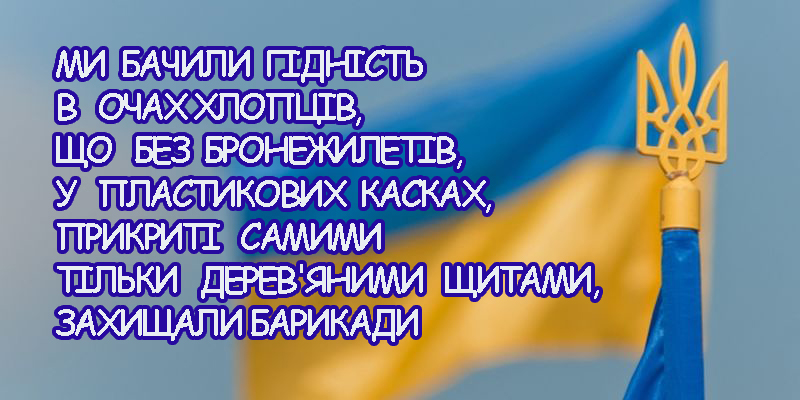 МИ БАЧИЛИ ГІДНІСТЬ
В ОЧАХ ХЛОПЦІВ,
ЩО БЕЗ БРОНЕЖИЛЕТІВ,
У ПЛАСТИКОВИХ КАСКАХ,
ПРИКРИТІ САМИМИ
ТІЛЬКИ ДЕРЕВ'ЯНИМИ ЩИТАМИ,
ЗАХИЩАЛИ БАРИКАДИ